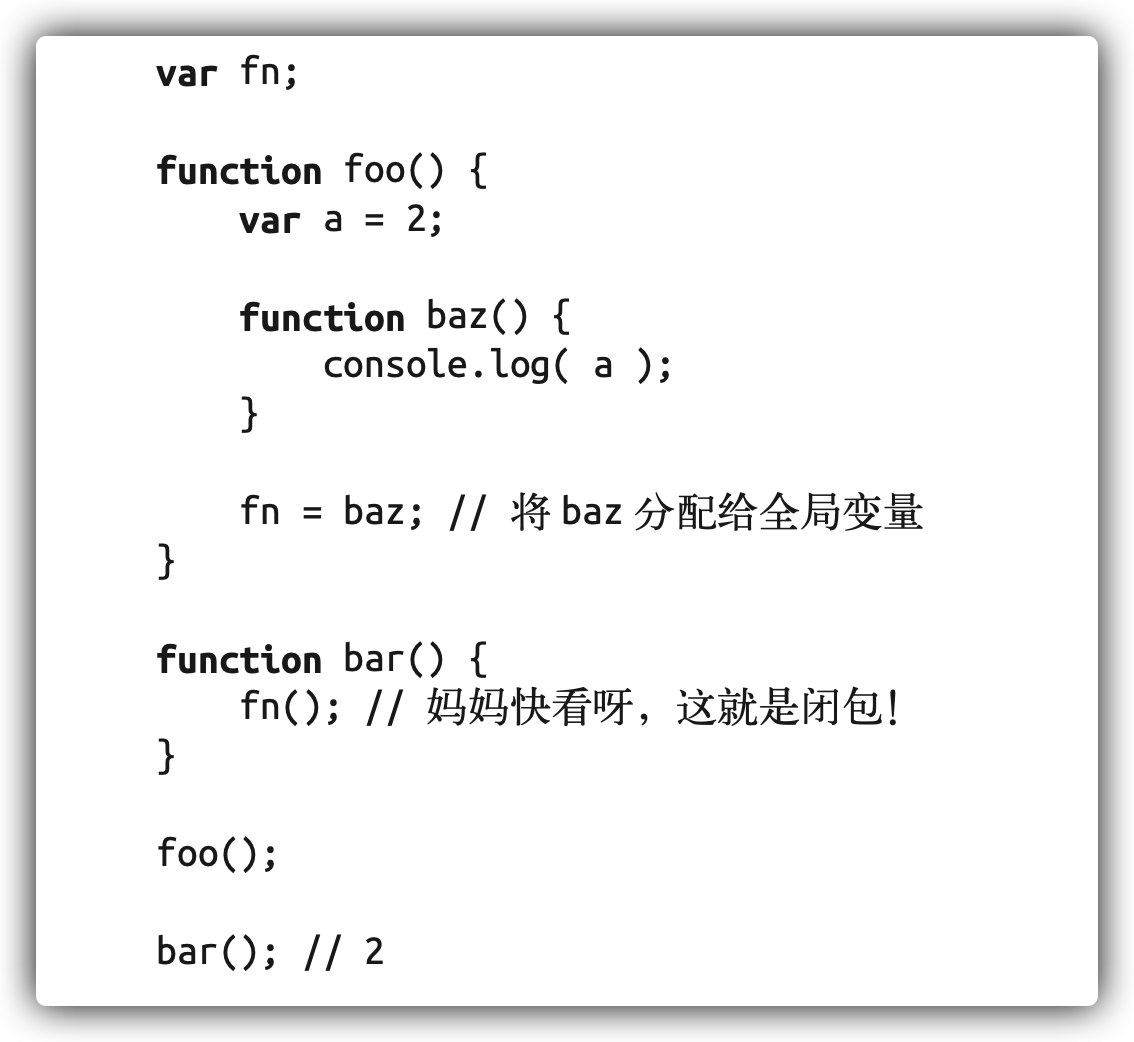 var fn;
function foo() {
var a = 2;
function baz() {
console.log( a );
}
fn = baz; // 将 baz 分配给全局变量
}
function bar() {
fn(); // 妈妈快看呀，这就是闭包！
}
foo();
bar(); // 2